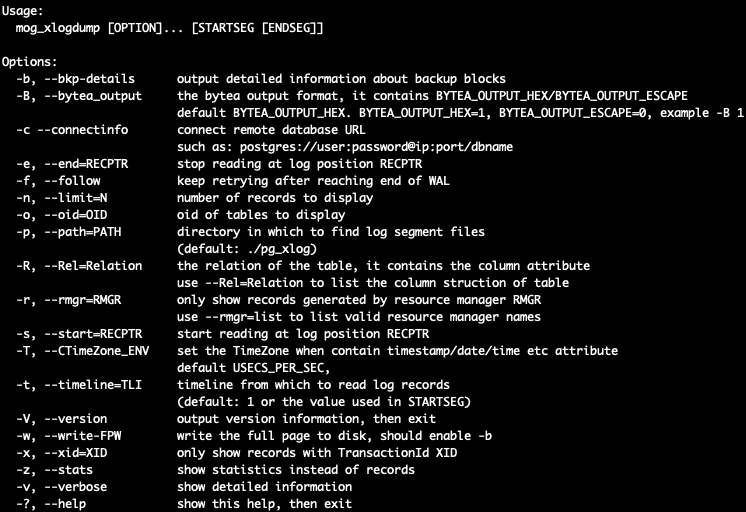 Usage:
  mog_xlogdump [OPTION]... [STARTSEG [ENDSEG]]

Options:
  -b, --bkp-details      output detailed information about backup blocks
  -B, --bytea_output     the bytea output format, it contains BYTEA_OUTPUT_HEX/BYTEA_OUTPUT_ESCAPE
                         default BYTEA_OUTPUT_HEX. BYTEA_OUTPUT_HEX=1, BYTEA_OUTPUT_ESCAPE=0, example -B 1
  -c --connectinfo       connect remote database URL
                         such as: postgres://user:password@ip:port/dbname
  -e, --end=RECPTR       stop reading at log position RECPTR
  -f, --follow           keep retrying after reaching end of WAL
  -n, --limit=N          number of records to display
  -o, --oid=OID          oid of tables to display
  -p, --path=PATH        directory in which to find log segment files
                         (default: ./pg_xlog)
  -R, --Rel=Relation     the relation of the table, it contains the column attribute
                         use --Rel=Relation to list the column struction of table
  -r, --rmgr=RMGR        only show records generated by resource manager RMGR
                         use --rmgr=list to list valid resource manager names
  -s, --start=RECPTR     start reading at log position RECPTR
  -T, --CTimeZone_ENV    set the TimeZone when contain timestamp/date/time etc attribute
                         default USECS_PER_SEC,
  -t, --timeline=TLI     timeline from which to read log records
                         (default: 1 or the value used in STARTSEG)
  -V, --version          output version information, then exit
  -w, --write-FPW        write the full page to disk, should enable -b
  -x, --xid=XID          only show records with TransactionId XID
  -z, --stats            show statistics instead of records
  -v, --verbose          show detailed information
  -?, --help             show this help, then exit